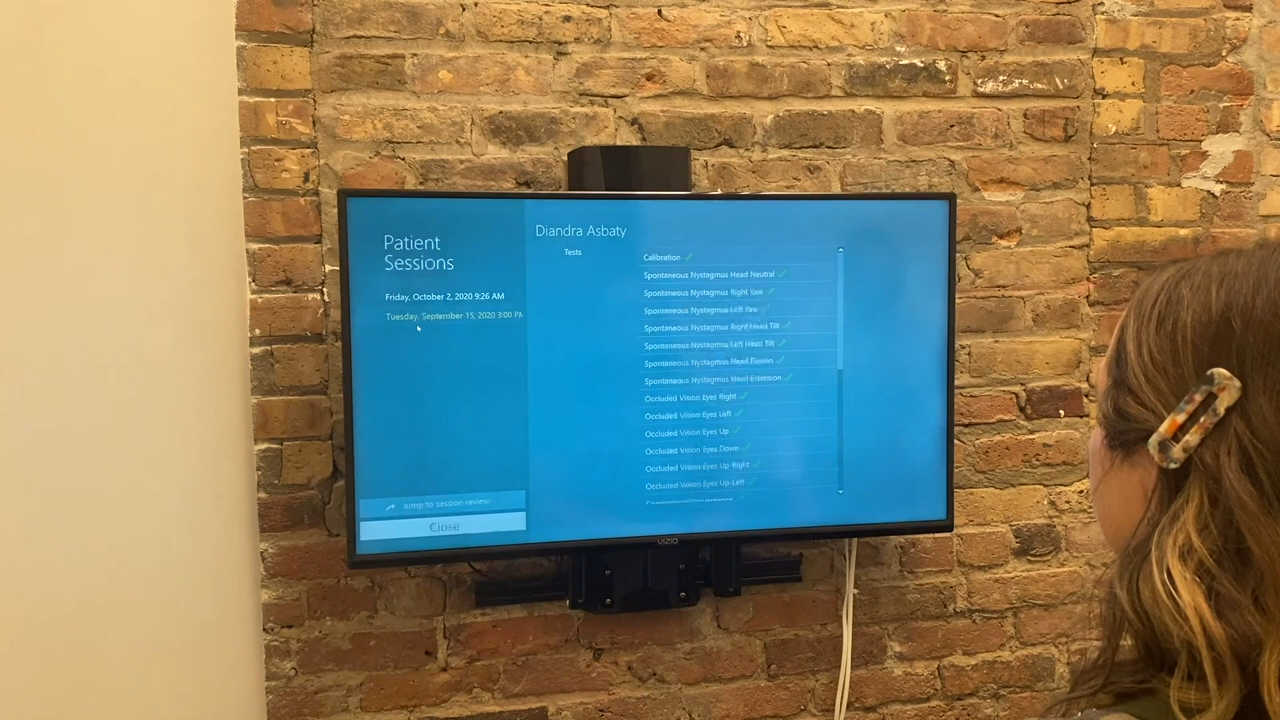 Patient
Sessions
Friday, October 2, 2020 9:26 AM
Tuesday, September 15, 2020 3:00 PM
Jump to session review
Close
Diandra Asbaty
Tests
Calibration
Spontaneous Nystagmus Head Neutral
Spontaneous Nystagmus Right Yaw
Spontaneous Nystagmus Left Yaw
Spontaneous Nystagmus Right Head Tilt
Spontaneous Nystagmus Left Head Tilt
Spontaneous Nystagmus Head Flexion
Spontaneous Nystagmus Head Extension
Occluded Vision Eyes Right
Occluded Vision Eyes Left
Occluded Vision Eyes Up
Occluded Vision Eyes Down
Occluded Vision Eyes Up Right
Occluded Vision Eyes Up Left
VIZIO